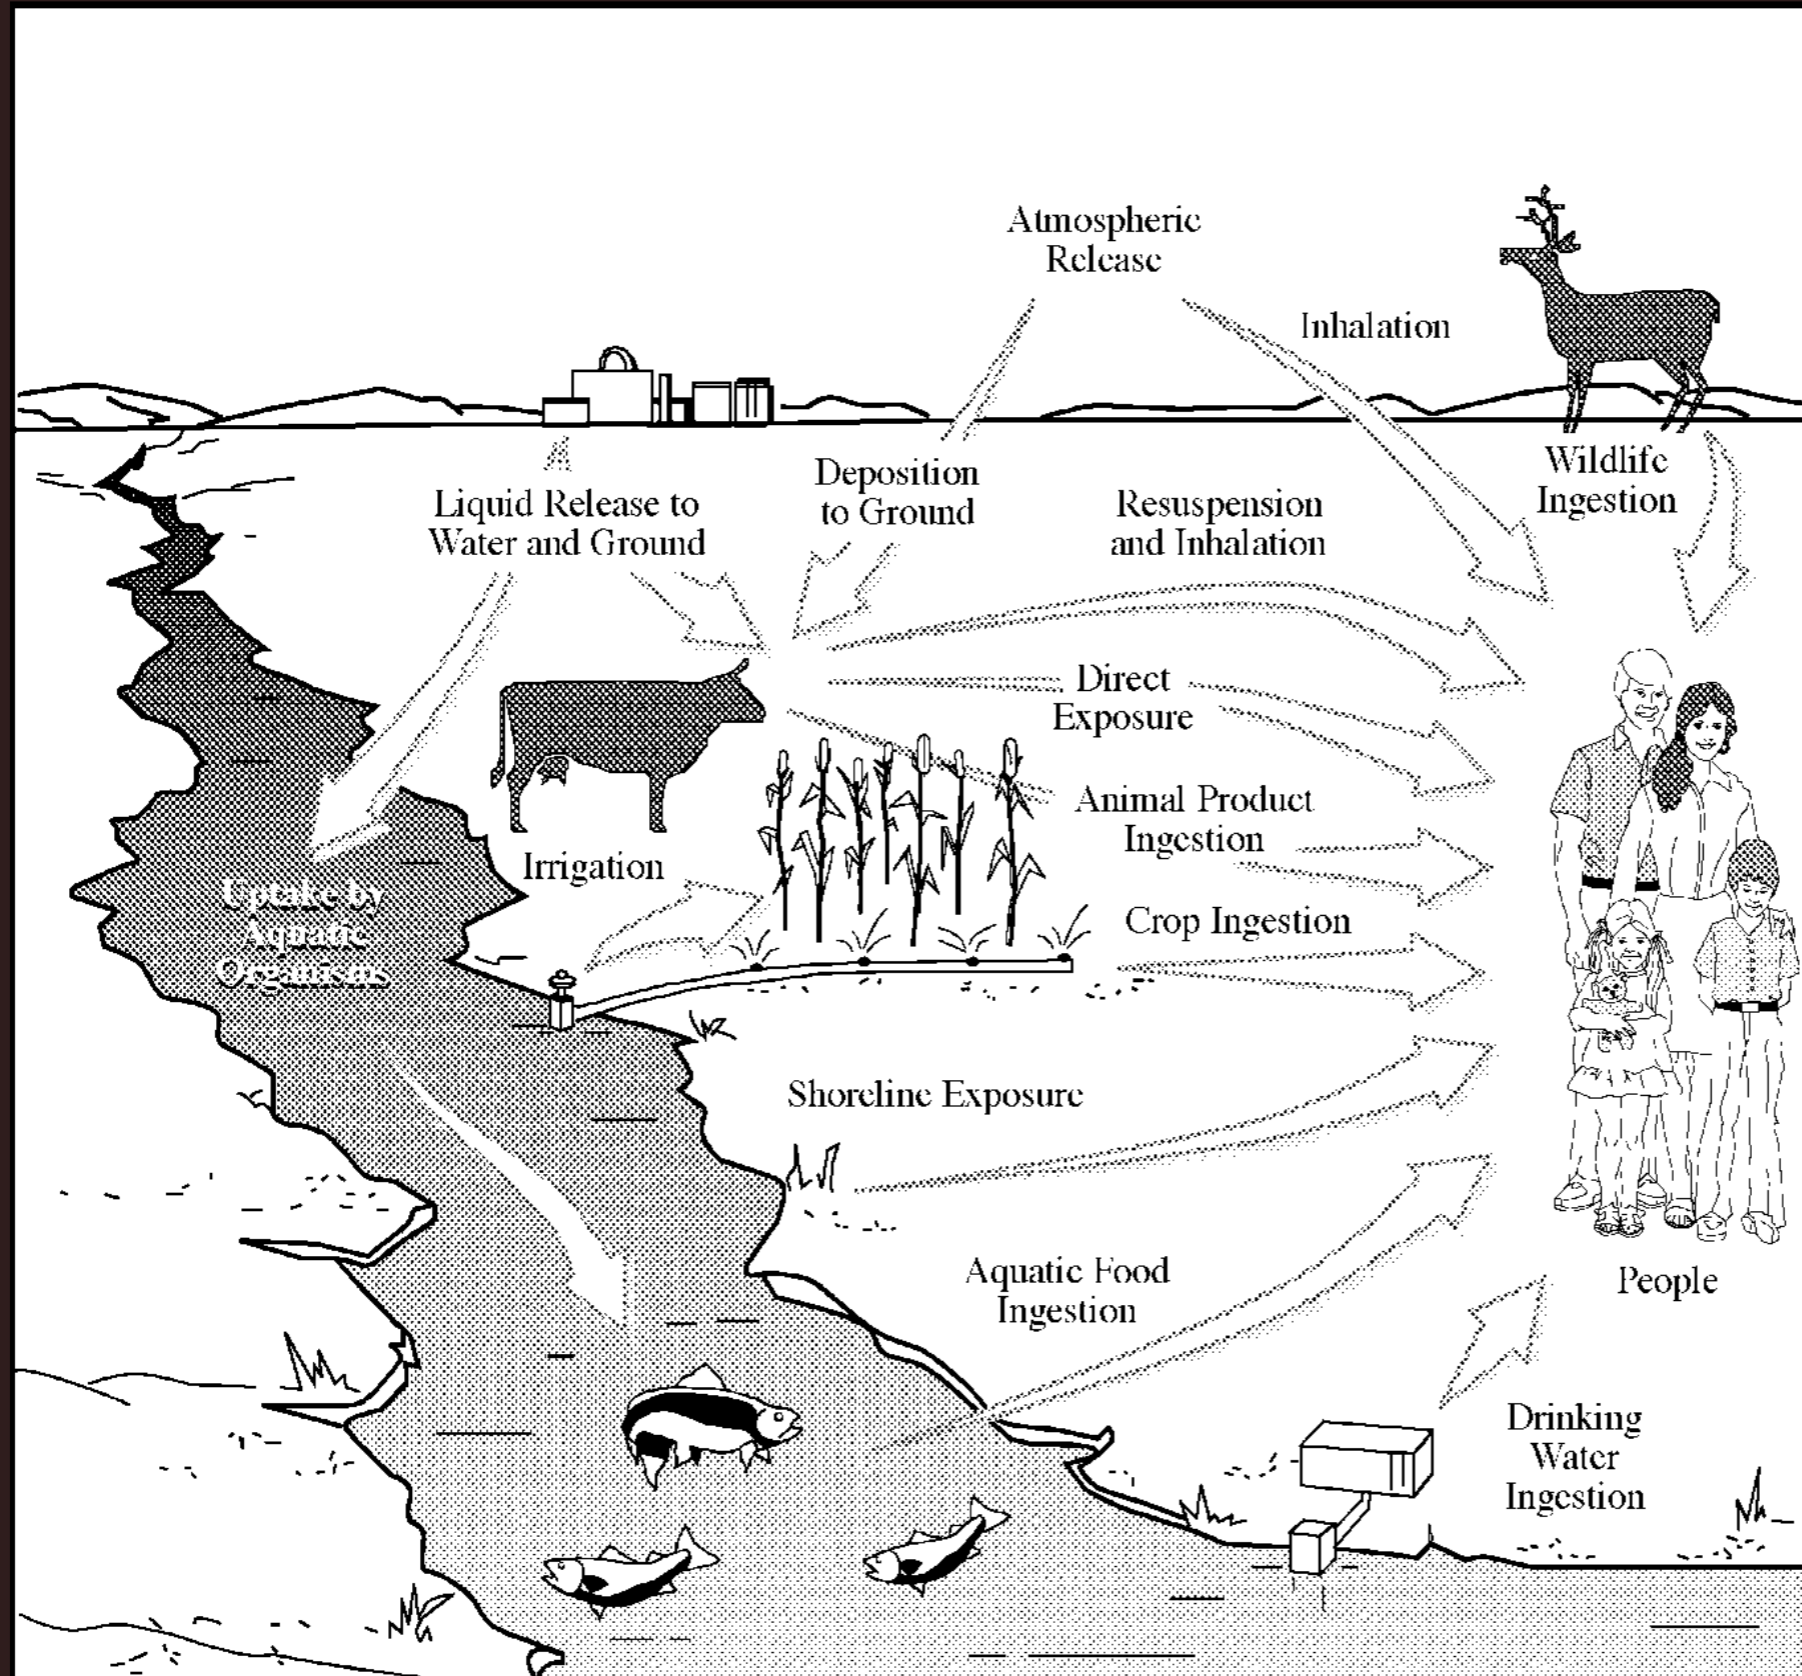 Atmospheric
Release
Inhalation
Wildlife
Ingestion
Deposition
to Ground
Liquid Release to
Water and Ground
Resuspension
and Inhalation
Direct
Exposure
Animal Product
Ingestion
Irrigation
Uptake by
Aquatic
Organisms
Crop Ingestion
Shoreline Exposure
Aquatic Food
Ingestion
People
Drinking
Water
Ingestion